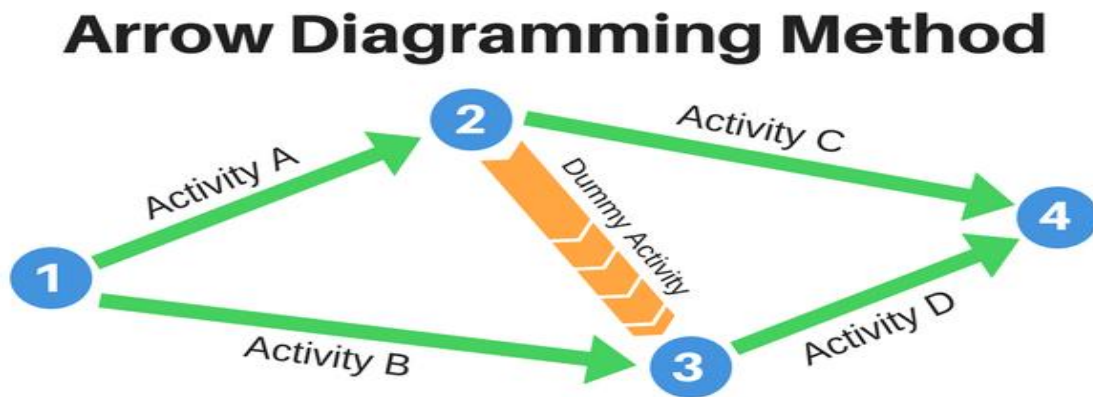 Arrow Diagramming Method
2
Activity C
Activity A
Dummy Activity
4
1
Activity B
3
Activity D